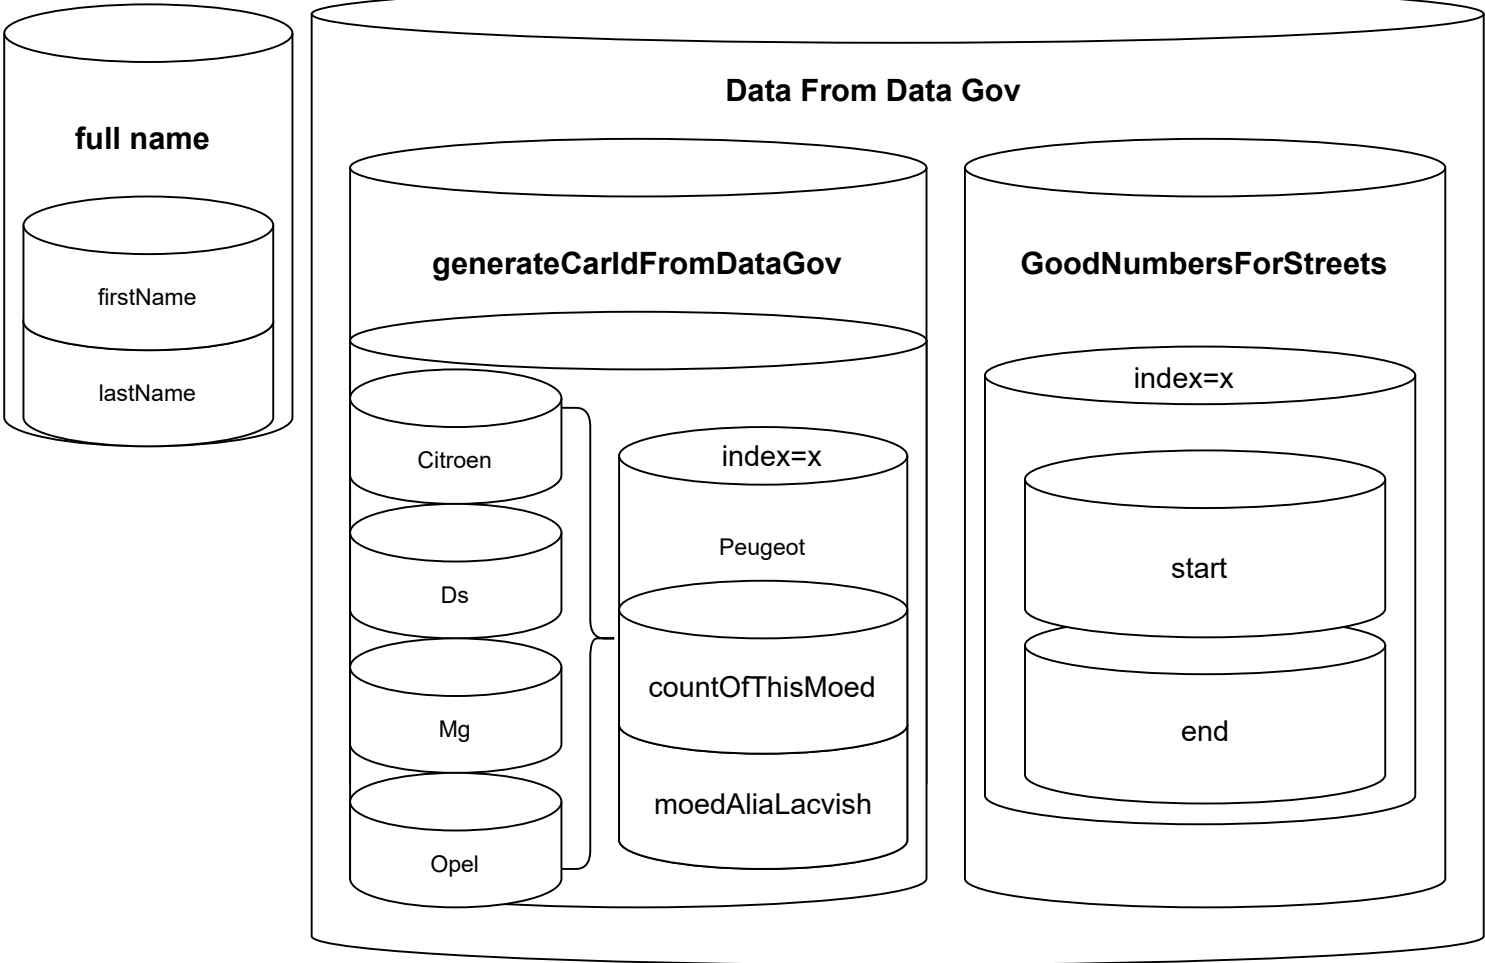 full name
firstName
lastName
Data From Data Gov
generateCarIdFromDataGov
Citroen
Ds
Mg
Opel
index=x
Peugeot
countOfThisMoed
moedAliaLacvish
GoodNumbersForStreets
index=x
start
end